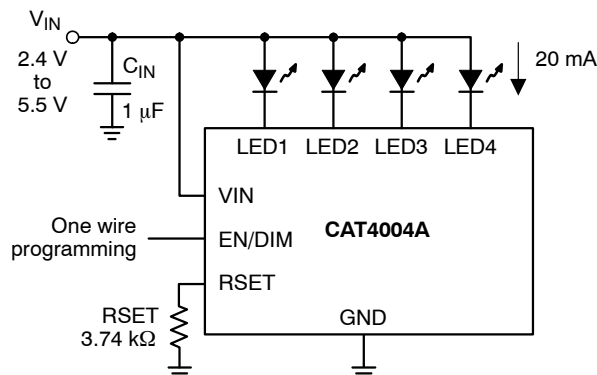 VIN
2.4 V
to
5.5 V
CIN
1 μF
20 mA
LED1 LED2 LED3 LED4
VIN
CAT4004A
One wire
programming
EN/DIM
RSET
RSET
3.74 kΩ
GND